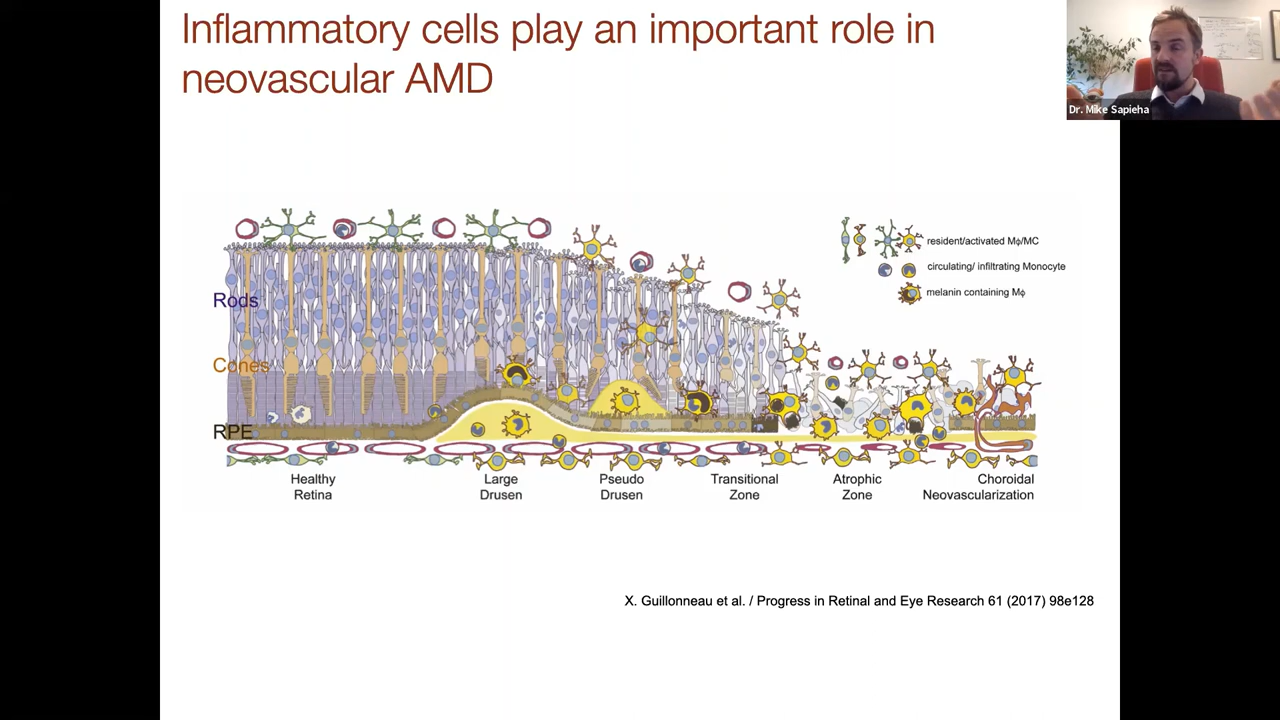 Inflammatory cells play an important role in
neovascular AMD
Dr. Mike Sapieha
resident/activated Mϕ/MC
circulating/ infiltrating Monocyte
melanin containing Mϕ
Rods
Cones
RPE
Healthy
Retina
Large
Drusen
Pseudo
Drusen
Transitional
Zone
Atrophic
Zone
Choroidal
Neovascularization
X. Guillonneau et al. / Progress in Retinal and Eye Research 61 (2017) 98e128